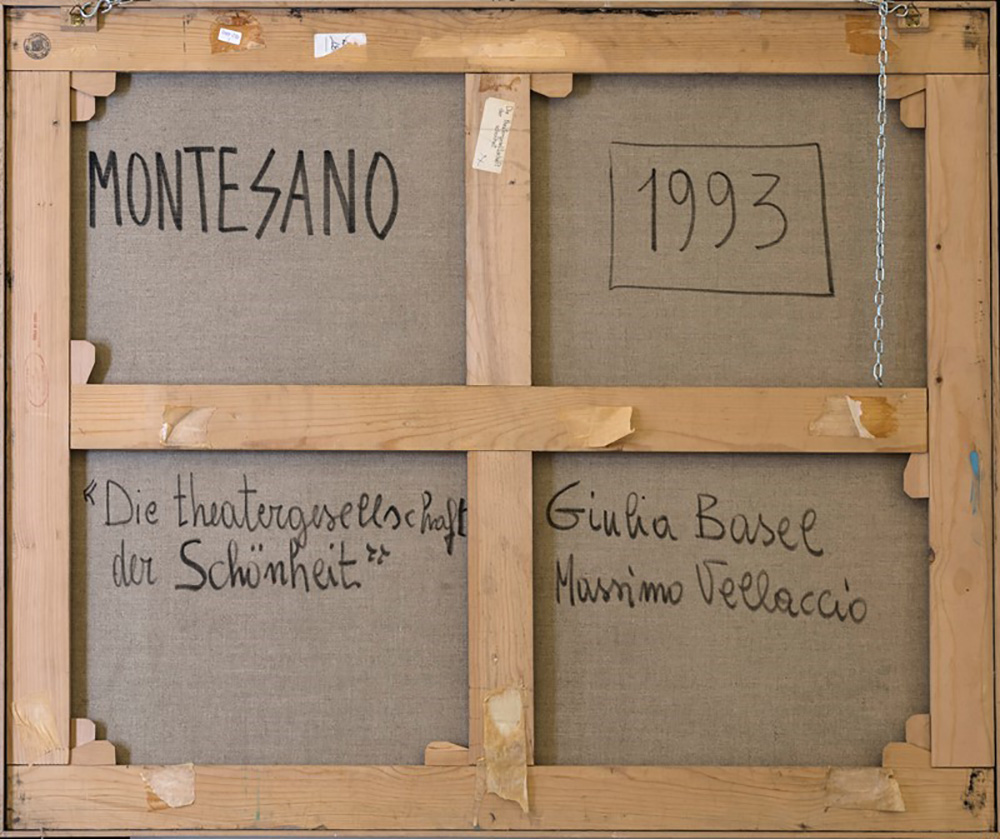 MONTESANO
1993
«Die theatergesellschaft
der Schönheit"
Giulia Basel
Massimo Vellaccio